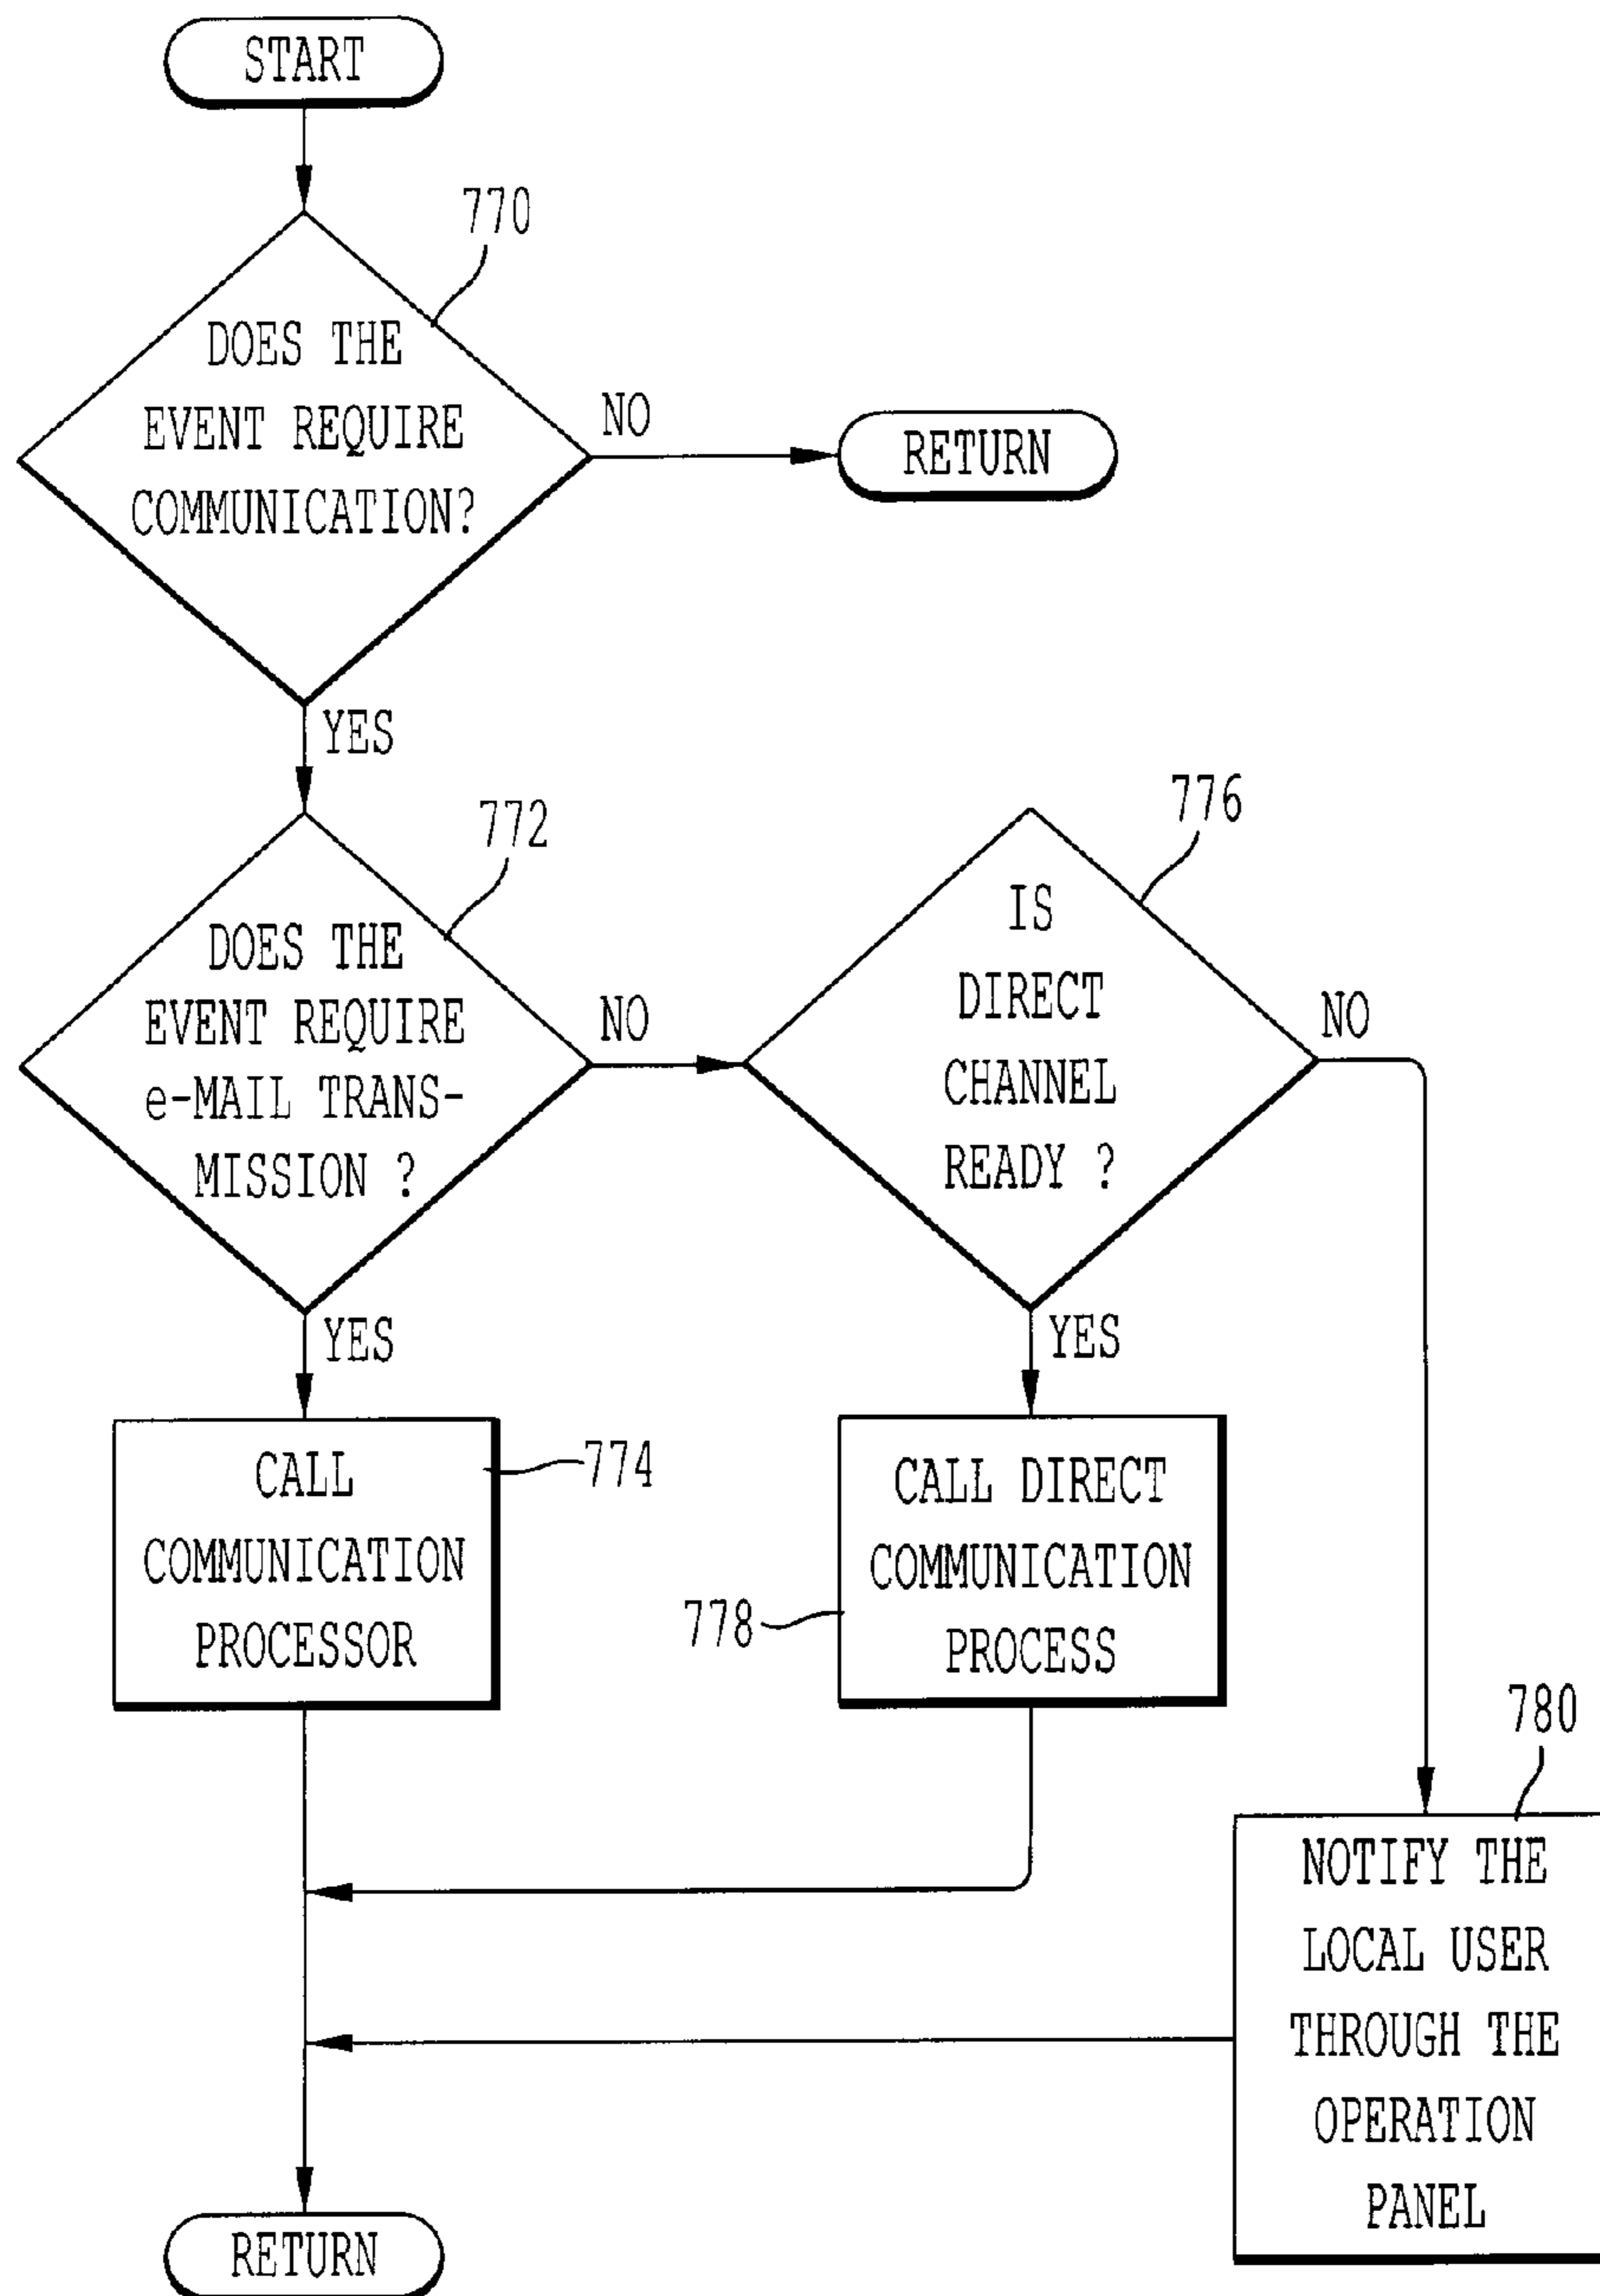 START
770
DOES THE
EVENT REQUIRE
COMMUNICATION?
NO
RETURN
YES
772
DOES THE
EVENT REQUIRE
e-MAIL TRANS-
MISSION ?
NO
776
IS
DIRECT
CHANNEL
READY ?
NO
YES
YES
CALL
COMMUNICATION
PROCESSOR
774
CALL DIRECT
COMMUNICATION
PROCESS
778
780
NOTIFY THE
LOCAL USER
THROUGH THE
OPERATION
PANEL
RETURN